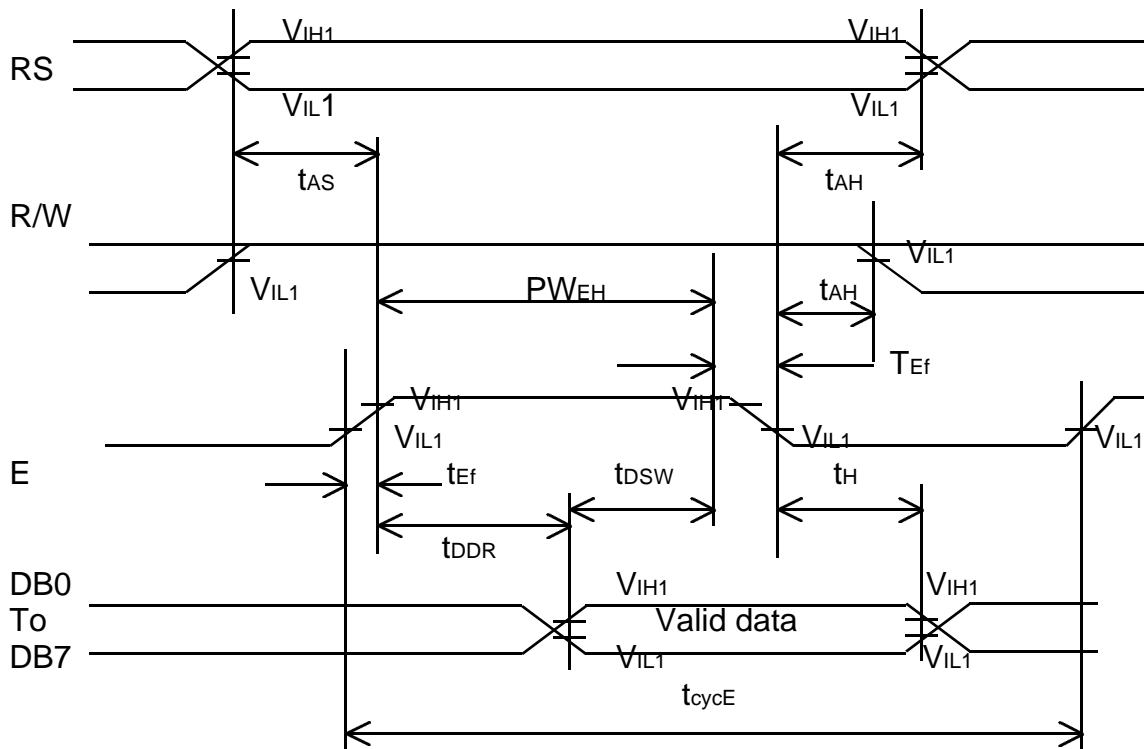 VIH1 VIH1
RS
VIL1 VIL1
tAS tAH
R/W
VIL1
VIL1 PWEH tAH
TEf
VIH1 VIH1
VIL1 VIL1 VIL1
E tEf tDSW tH
tDDR
DB0 VIH1 VIH1
To Valid data
DB7 VIL1 VIL1
tcycE